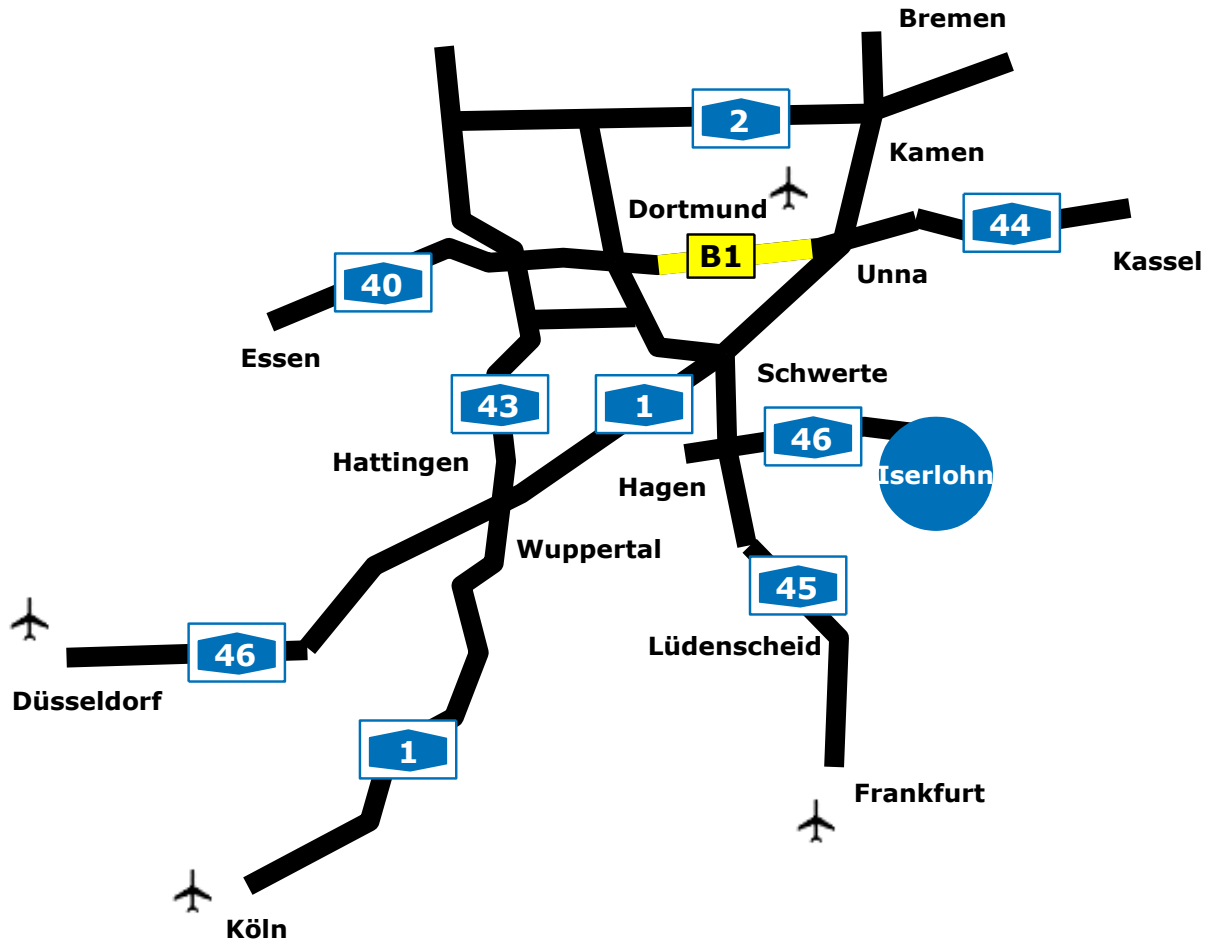 Bremen
2
Kamen
Dortmund
44
B1
Kassel
Unna
40
Essen
Schwerte
43
1
46
Hattingen
Iserlohn
Hagen
Wuppertal
45
Lüdenscheid
46
Düsseldorf
1
Frankfurt
Köln